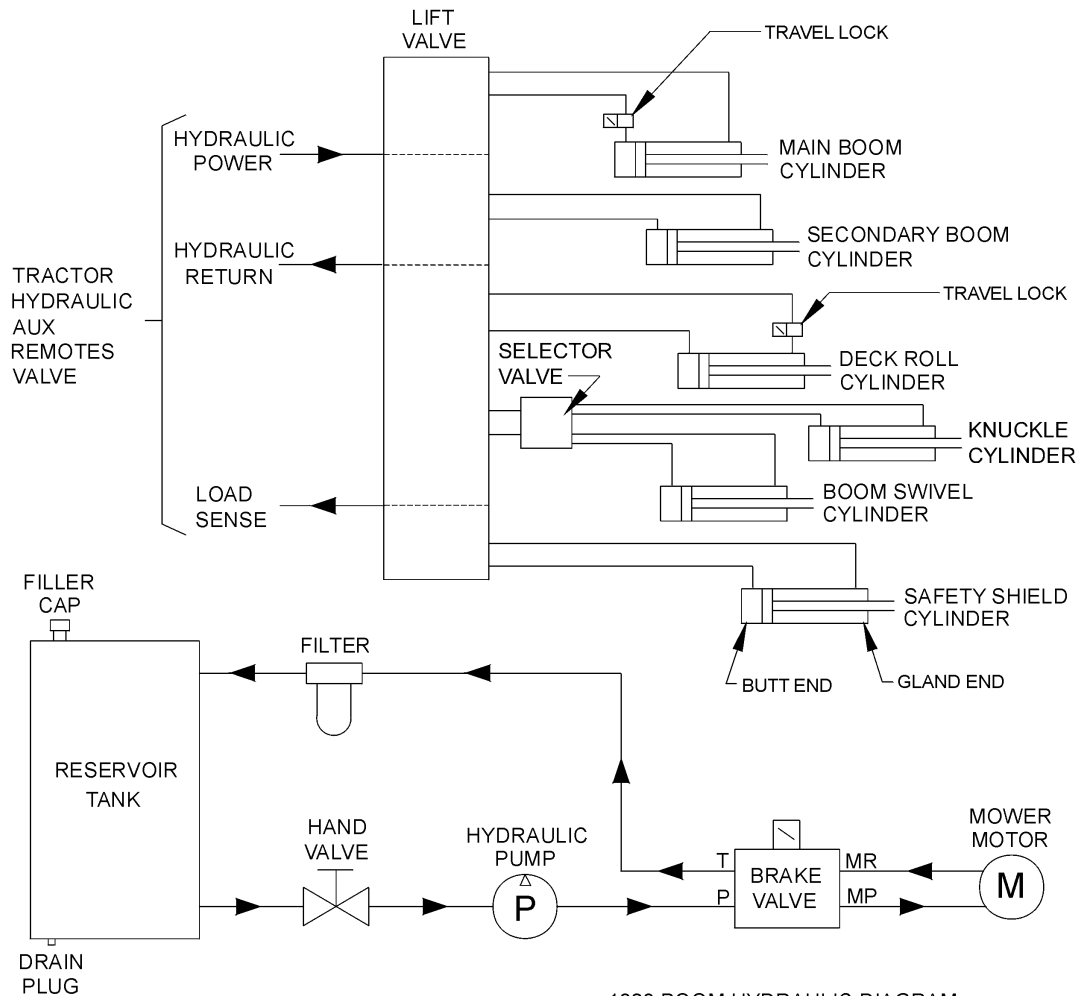 LIFT
VALVE
TRAVEL LOCK
HYDRAULIC
POWER
MAIN BOOM
CYLINDER
HYDRAULIC
RETURN
SECONDARY BOOM
CYLINDER
TRACTOR
HYDRAULIC
AUX
REMOTES
VALVE
TRAVEL LOCK
SELECTOR
VALVE
DECK ROLL
CYLINDER
KNUCKLE
CYLINDER
LOAD
SENSE
BOOM SWIVEL
CYLINDER
SAFETY SHIELD
CYLINDER
BUTT END
GLAND END
FILLER
CAP
FILTER
RESERVOIR
TANK
HAND
VALVE
HYDRAULIC
PUMP
P
T
P
BRAKE
VALVE
MR
MP
MOWER
MOTOR
M
DRAIN
PLUG
BOOM HYDRAULIC DIAGRAM